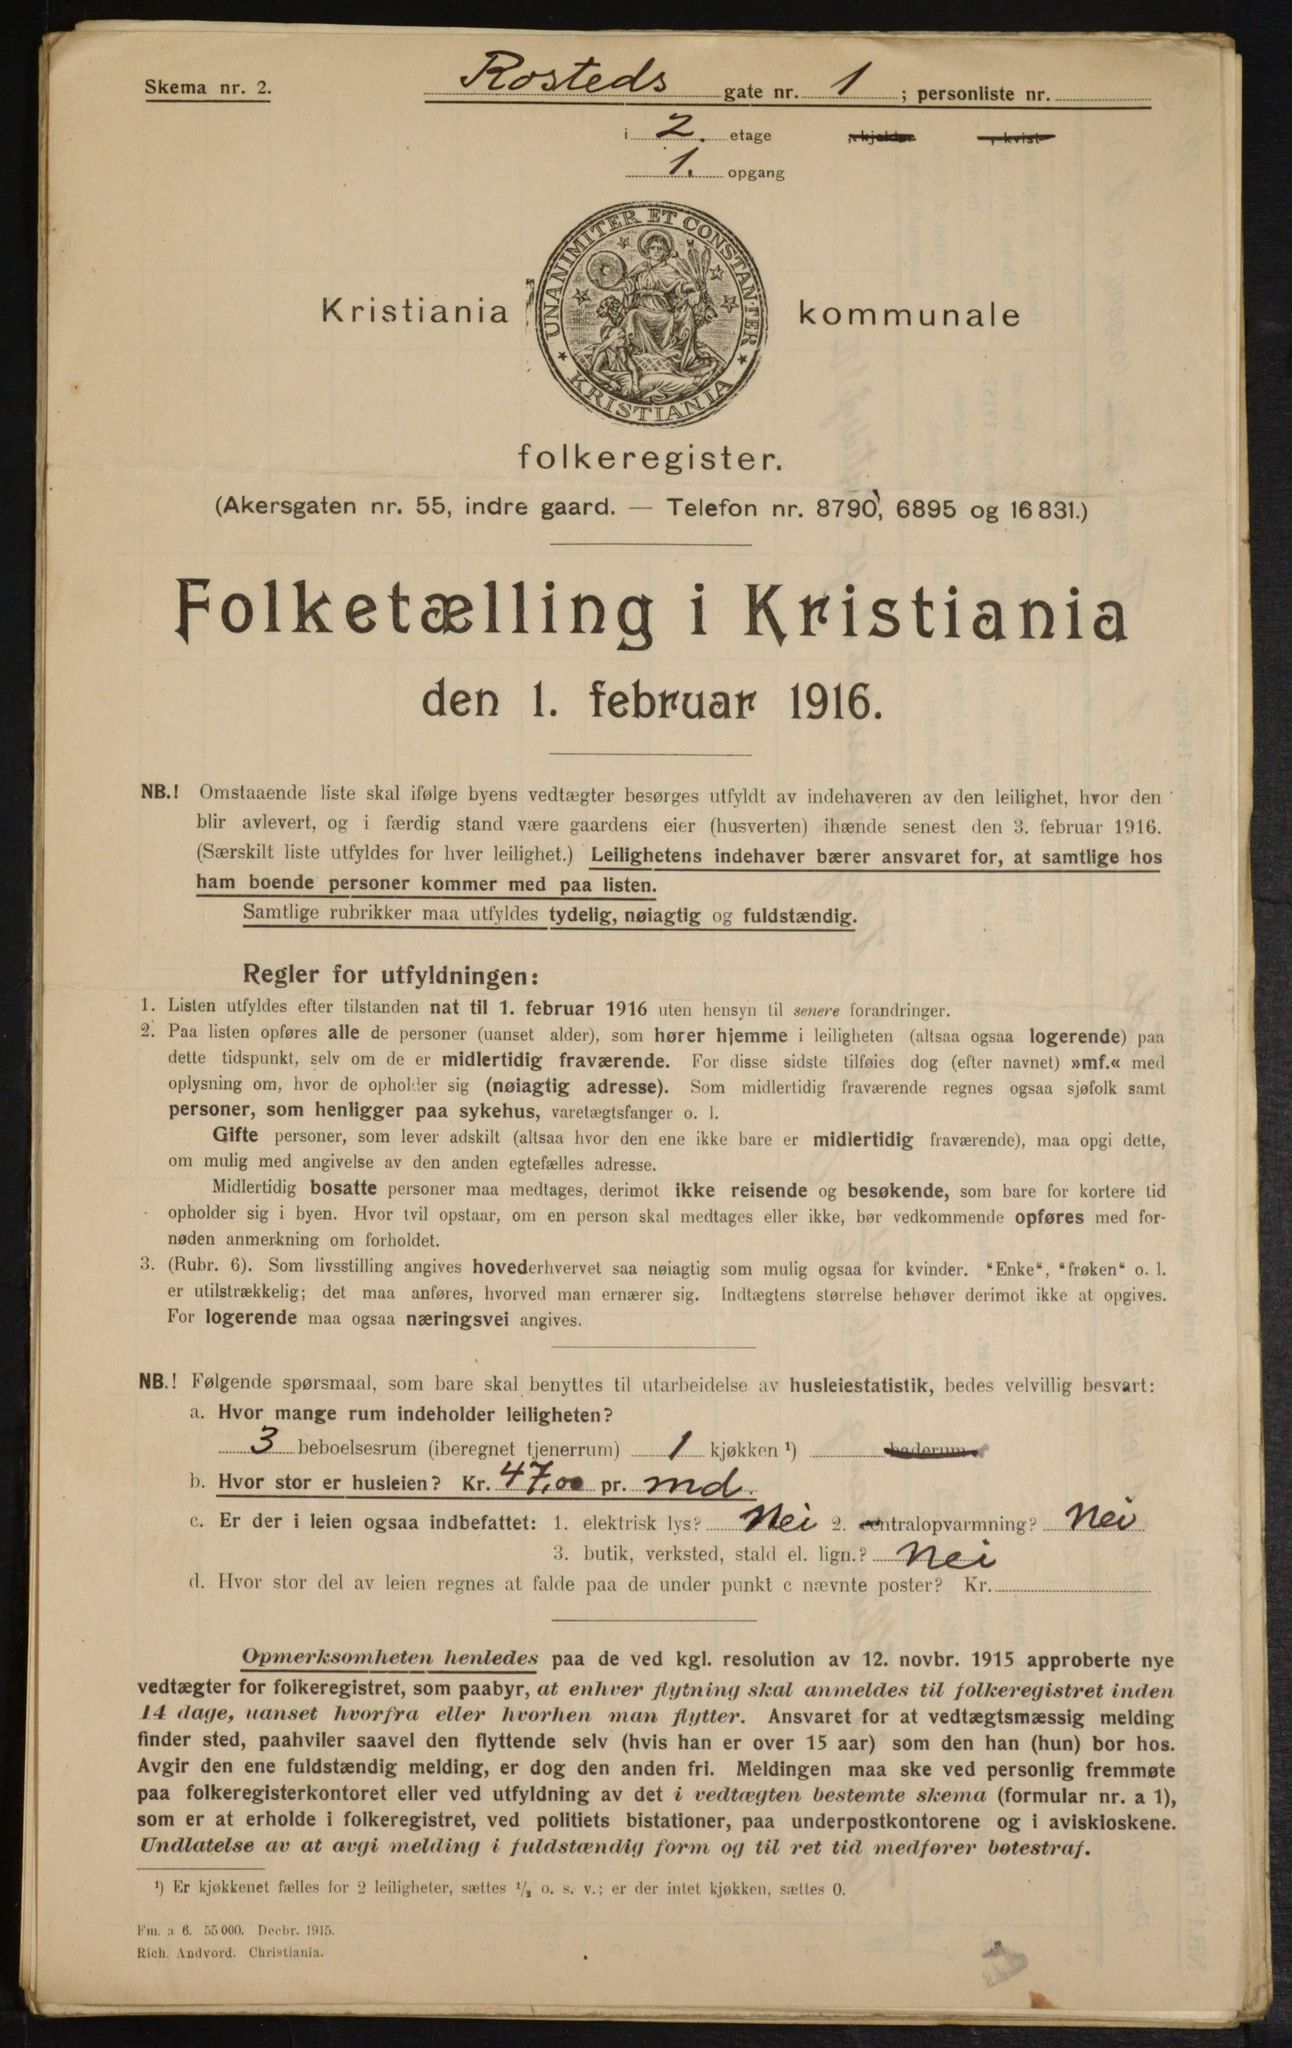 Skema nr. 2.
Rosteds gate nr. 1; personliste nr.
i 2. etage , kjelder , kvist
1. opgang
UNANIMITER ET CONSTANTER
KRISTIANIA
Kristiania kommunale
folkeregister.
(Akersgaten nr. 55, indre gaard. — Telefon nr. 8790, 6895 og 16831.)
Folketælling i Kristiania
den 1. februar 1916.
NB.! Omstaaende liste skal ifølge byens vedtægter besørges utfyldt av indehaveren av den leilighet, hvor den
blir avlevert, og i færdig stand være gaardens eier (husverten) ihænde senest den 3. februar 1916.
(Særskilt liste utfyldes for hver leilighet.) Leilighetens indehaver bærer ansvaret for, at samtlige hos
ham boende personer kommer med paa listen.
Samtlige rubrikker maa utfyldes tydelig, nøiagtig og fuldstændig.
Regler for utfyldningen:
1. Listen utfyldes efter tilstanden nat til 1. februar 1916 uten hensyn til senere forandringer.
2. Paa listen opføres alle de personer (uanset alder), som hører hjemme i leiligheten (altsaa ogsaa logerende) paa
dette tidspunkt, selv om de er midlertidig fraværende. For disse sidste tilføies dog (efter navnet) »mf.« med
oplysning om, hvor de opholder sig (nøiagtig adresse). Som midlertidig fraværende regnes ogsaa sjøfolk samt
personer, som henligger paa sykehus, varetægtsfanger o. l.
Gifte personer, som lever adskilt (altsaa hvor den ene ikke bare er midlertidig fraværende), maa opgi dette,
om mulig med angivelse av den anden egtefælles adresse.
Midlertidig bosatte personer maa medtages, derimot ikke reisende og besøkende, som bare for kortere tid
opholder sig i byen. Hvor tvil opstaar, om en person skal medtages eller ikke, bør vedkommende opføres med for-
nøden anmerkning om forholdet.
3. (Rubr. 6). Som livsstilling angives hovederhvervet saa nøiagtig som mulig ogsaa for kvinder. "Enke", "frøken" o. l.
er utilstrækkelig; det maa anføres, hvorved man ernærer sig. Indtægtens størrelse behøver derimot ikke at opgives.
For logerende maa ogsaa næringsvei angives.
NB.! Følgende spørsmaal, som bare skal benyttes til utarbeidelse av husleiestatistik, bedes velvillig besvart:
a. Hvor mange rum indeholder leiligheten?
3 beboelsesrum (iberegnet tjenerrum) 1 kjøkken ¹) baderum
b. Hvor stor er husleien? Kr. 47,00 pr. md.
c. Er der i leien ogsaa indbefattet: 1. elektrisk lys? Nei 2. centralopvarmning? Nei
3. butik, verksted, stald el. lign.? Nei
d. Hvor stor del av leien regnes at falde paa de under punkt c nævnte poster? Kr.
Opmerksomheten henledes paa de ved kgl. resolution av 12. novbr. 1915 approberte nye
vedtægter for folkeregistret, som paabyr, at enhver flytning skal anmeldes til folkeregistret inden
14 dage, uanset hvorfra eller hvorhen man flytter. Ansvaret for at vedtægtsmæssig melding
finder sted, paahviler saavel den flyttende selv (hvis han er over 15 aar) som den han (hun) bor hos.
Avgir den ene fuldstændig melding, er dog den anden fri. Meldingen maa ske ved personlig fremmøte
paa folkeregisterkontoret eller ved utfyldning av det i vedtægten bestemte skema (formular nr. a 1),
som er at erholde i folkeregistret, ved politiets bistationer, paa underpostkontorene og i aviskioskene.
Undlatelse av at avgi melding i fuldstændig form og til ret tid medfører bøtestraf.
¹) Er kjøkkenet fælles for 2 leiligheter, sættes ½ o. s. v.; er der intet kjøkken, sættes 0.
Fm. a 6. 55000. Decbr. 1915.
Rich. Andvord. Christiania.